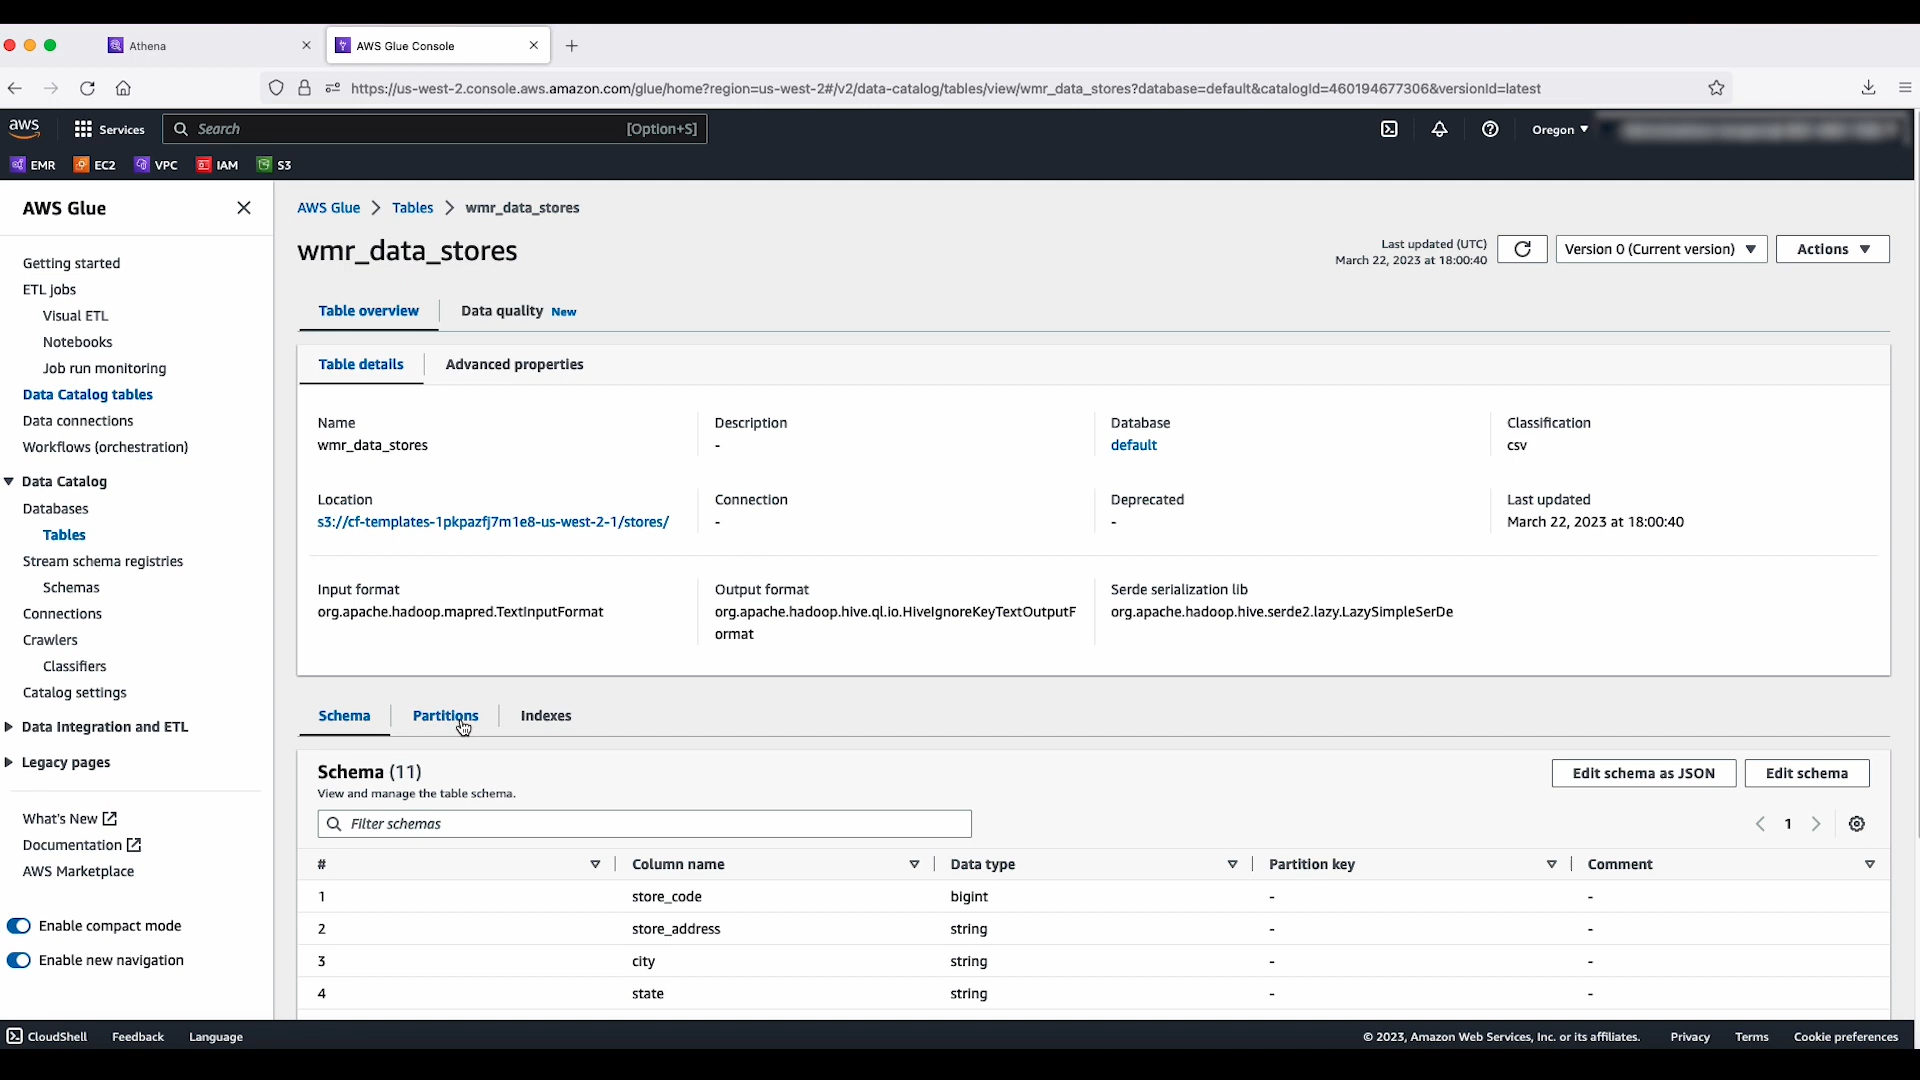 Athena
AWS Glue Console
https://us-west-2.console.aws.amazon.com/glue/home?region=us-west-2#/v2/data-catalog/tables/view/wmr_data_stores?database=default&catalogId=460194677306&versionId=latest
aws
Services
Search
[Option+S]
Oregon
EMR
EC2
VPC
IAM
S3
AWS Glue
Getting started
ETL jobs
Visual ETL
Notebooks
Job run monitoring
Data Catalog tables
Data connections
Workflows (orchestration)
Data Catalog
Databases
Tables
Stream schema registries
Schemas
Connections
Crawlers
Classifiers
Catalog settings
Data Integration and ETL
Legacy pages
What's New
Documentation
AWS Marketplace
Enable compact mode
Enable new navigation
AWS Glue > Tables > wmr_data_stores
wmr_data_stores
Last updated (UTC)
March 22, 2023 at 18:00:40
Version 0 (Current version)
Actions
Table overview
Data quality New
Table details
Advanced properties
Name
wmr_data_stores
Description
-
Database
default
Classification
csv
Location
s3://cf-templates-1pkpazfj7m1e8-us-west-2-1/stores/
Connection
-
Deprecated
-
Last updated
March 22, 2023 at 18:00:40
Input format
org.apache.hadoop.mapred.TextInputFormat
Output format
org.apache.hadoop.hive.ql.io.HiveIgnoreKeyTextOutputF
ormat
Serde serialization lib
org.apache.hadoop.hive.serde2.lazy.LazySimpleSerDe
Schema
Partitions
Indexes
Schema (11)
View and manage the table schema.
Edit schema as JSON
Edit schema
Filter schemas
1
# Column name Data type Partition key Comment
1 store_code bigint - -
2 store_address string - -
3 city string - -
4 state string - -
CloudShell
Feedback
Language
© 2023, Amazon Web Services, Inc. or its affiliates.
Privacy
Terms
Cookie preferences